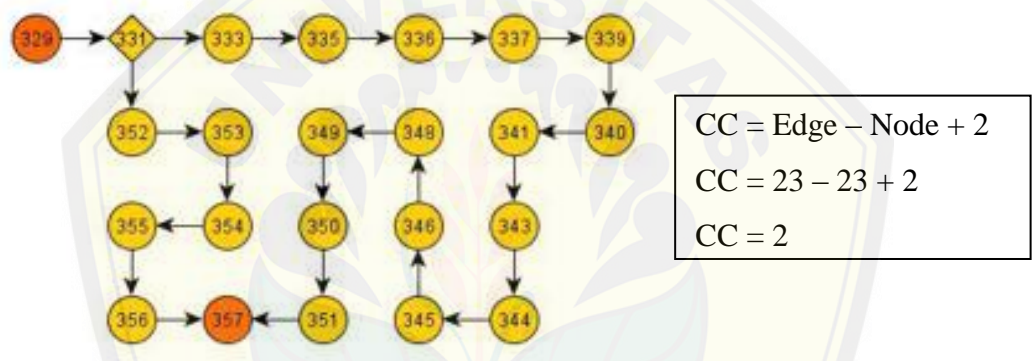 329 331 333 335 336 337 339
352 353 349 348 341 340
355 354 350 346 343
356 357 351 345 344
CC = Edge – Node + 2
CC = 23 – 23 + 2
CC = 2
UNIVERSITAS